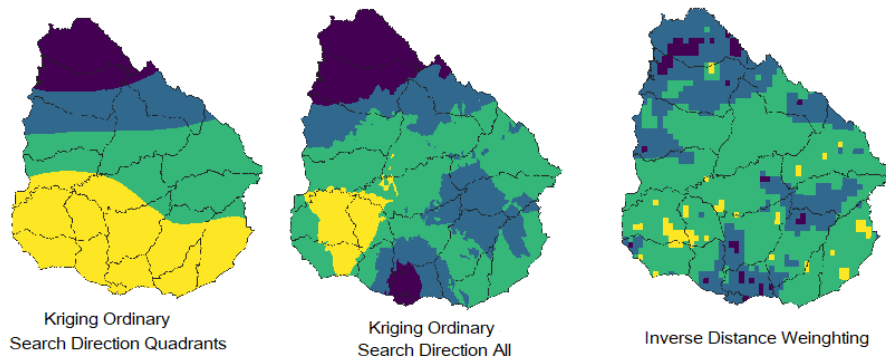 Kriging Ordinary
Search Direction Quadrants
Kriging Ordinary
Search Direction All
Inverse Distance Weinghting